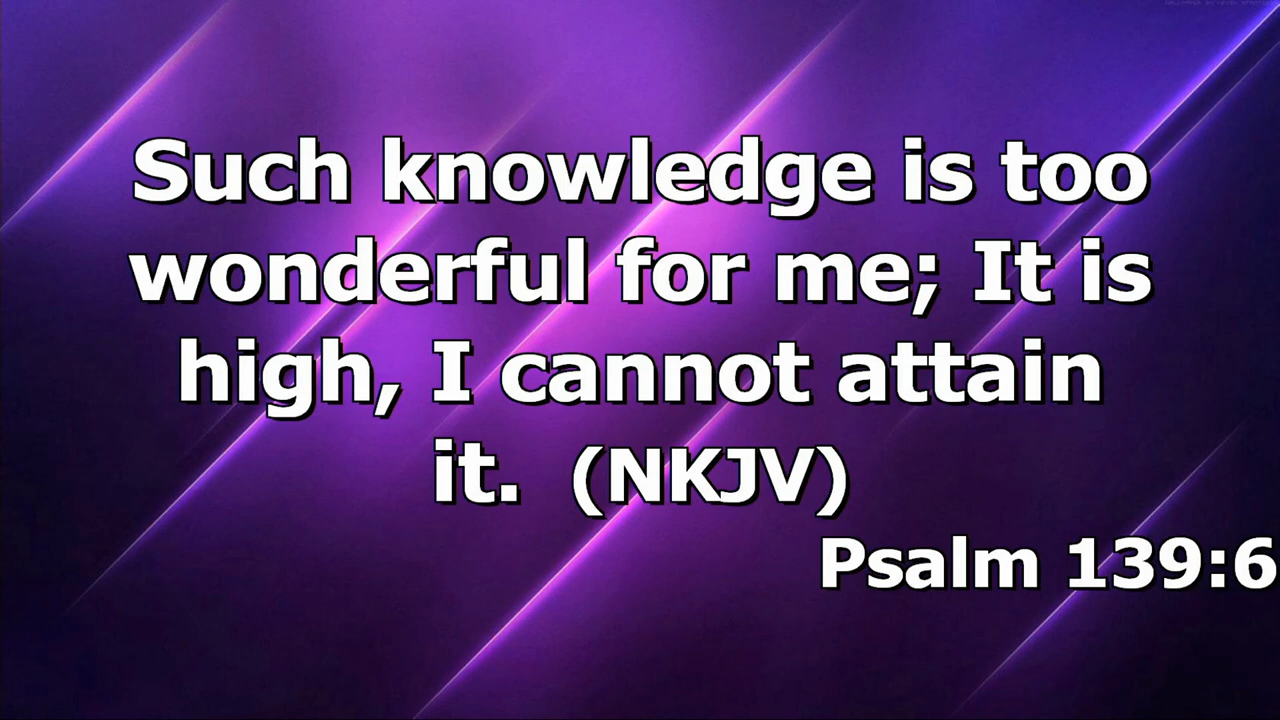 Such knowledge is too
wonderful for me; It is
high, I cannot attain
it.  (NKJV)
Psalm 139:6